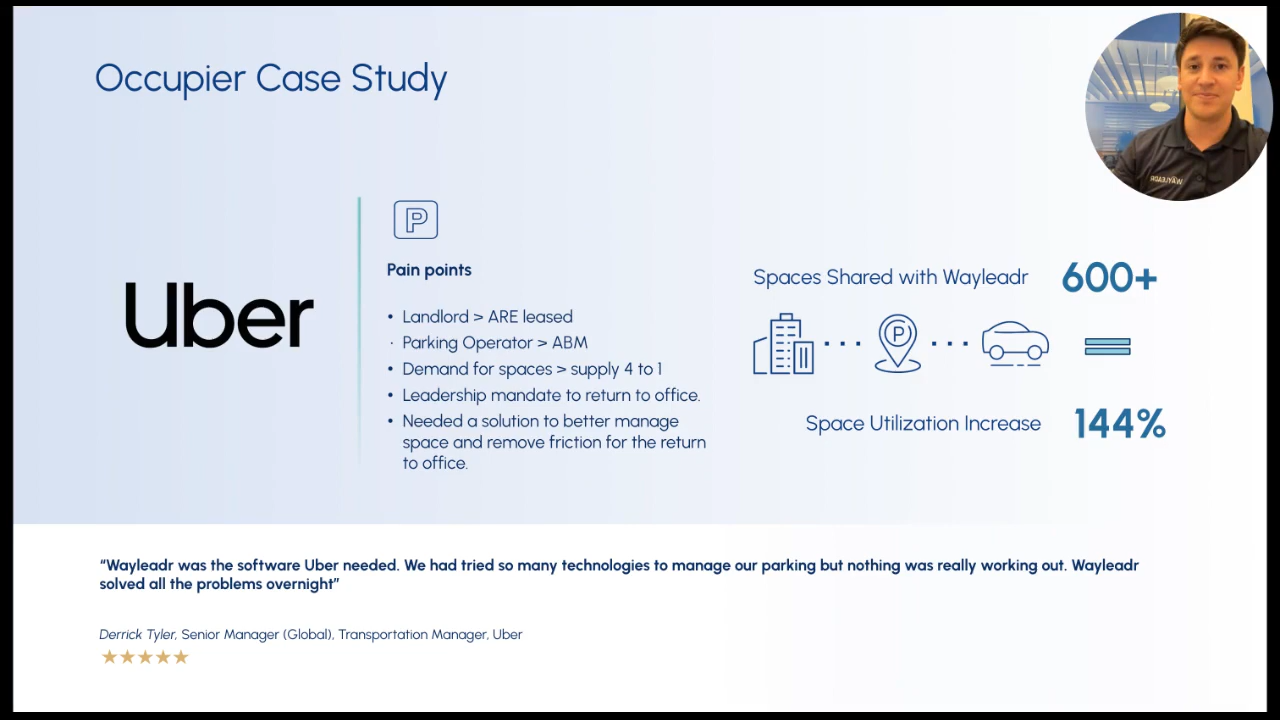 Occupier Case Study
WAYLEADR
P
Pain points
Uber
• Landlord > ARE leased
· Parking Operator > ABM
• Demand for spaces > supply 4 to 1
• Leadership mandate to return to office.
• Needed a solution to better manage
space and remove friction for the return
to office.
Spaces Shared with Wayleadr 600+
P
Space Utilization Increase 144%
“Wayleadr was the software Uber needed. We had tried so many technologies to manage our parking but nothing was really working out. Wayleadr
solved all the problems overnight”
Derrick Tyler, Senior Manager (Global), Transportation Manager, Uber